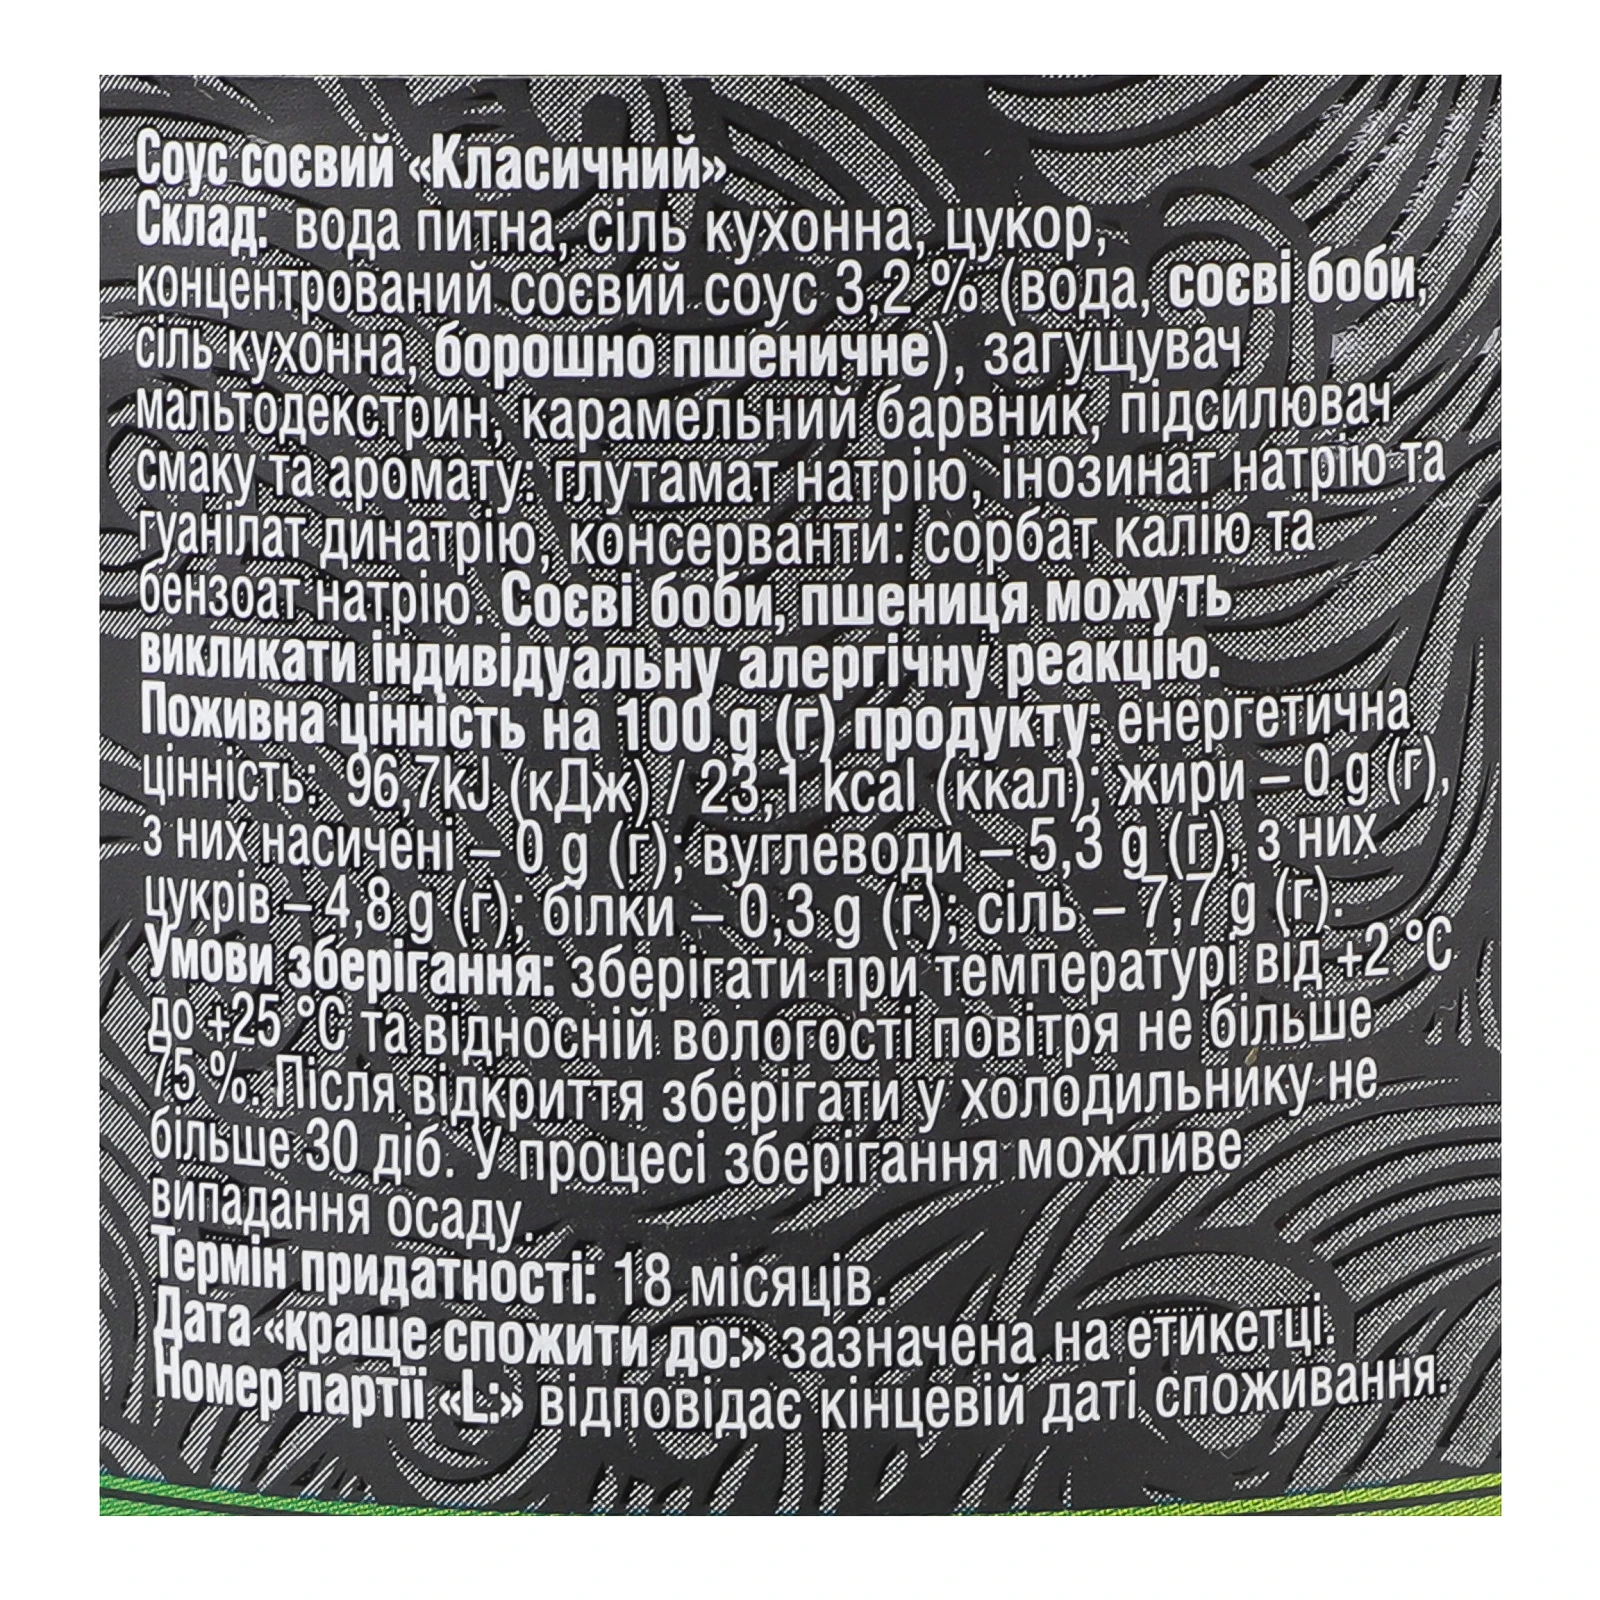 Соус соєвий «Класичний»
Склад: вода питна, сіль кухонна, цукор,
концентрований соєвий соус 3,2 % (вода, соєві боби,
сіль кухонна, борошно пшеничне), загущувач
мальтодекстрин, карамельний барвник, підсилювач
смаку та аромату: глутамат натрію, інозинат натрію та
гуанілат динатрію, консерванти: сорбат калію та
бензоат натрію. Соєві боби, пшениця можуть
викликати індивідуальну алергічну реакцію.
Поживна цінність на 100 g (г) продукту: енергетична
цінність: 96,7kJ (кДж) / 23,1 kcal (ккал); жири – 0 g (г),
з них насичені – 0 g (г); вуглеводи – 5,3 g (г), з них
цукрів – 4,8 g (г); білки – 0,3 g (г); сіль – 7,7 g (г).
Умови зберігання: зберігати при температурі від +2 °C
до +25 °C та відносній вологості повітря не більше
75 %. Після відкриття зберігати у холодильнику не
більше 30 діб. У процесі зберігання можливе
випадання осаду.
Термін придатності: 18 місяців.
Дата «краще спожити до:» зазначена на етикетці.
Номер партії «L:» відповідає кінцевій даті споживання.